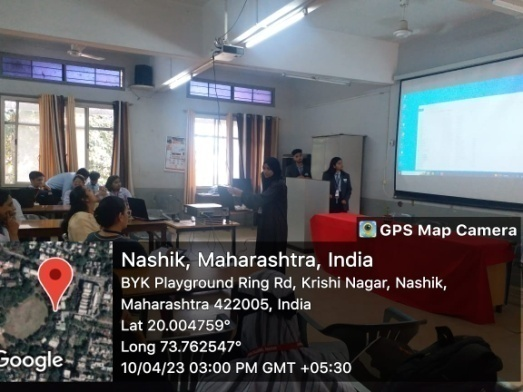 GPS Map Camera
Nashik, Maharashtra, India
BYK Playground Ring Rd, Krishi Nagar, Nashik,
Maharashtra 422005, India
Lat 20.004759°
Long 73.762547°
10/04/23 03:00 PM GMT +05:30
Google